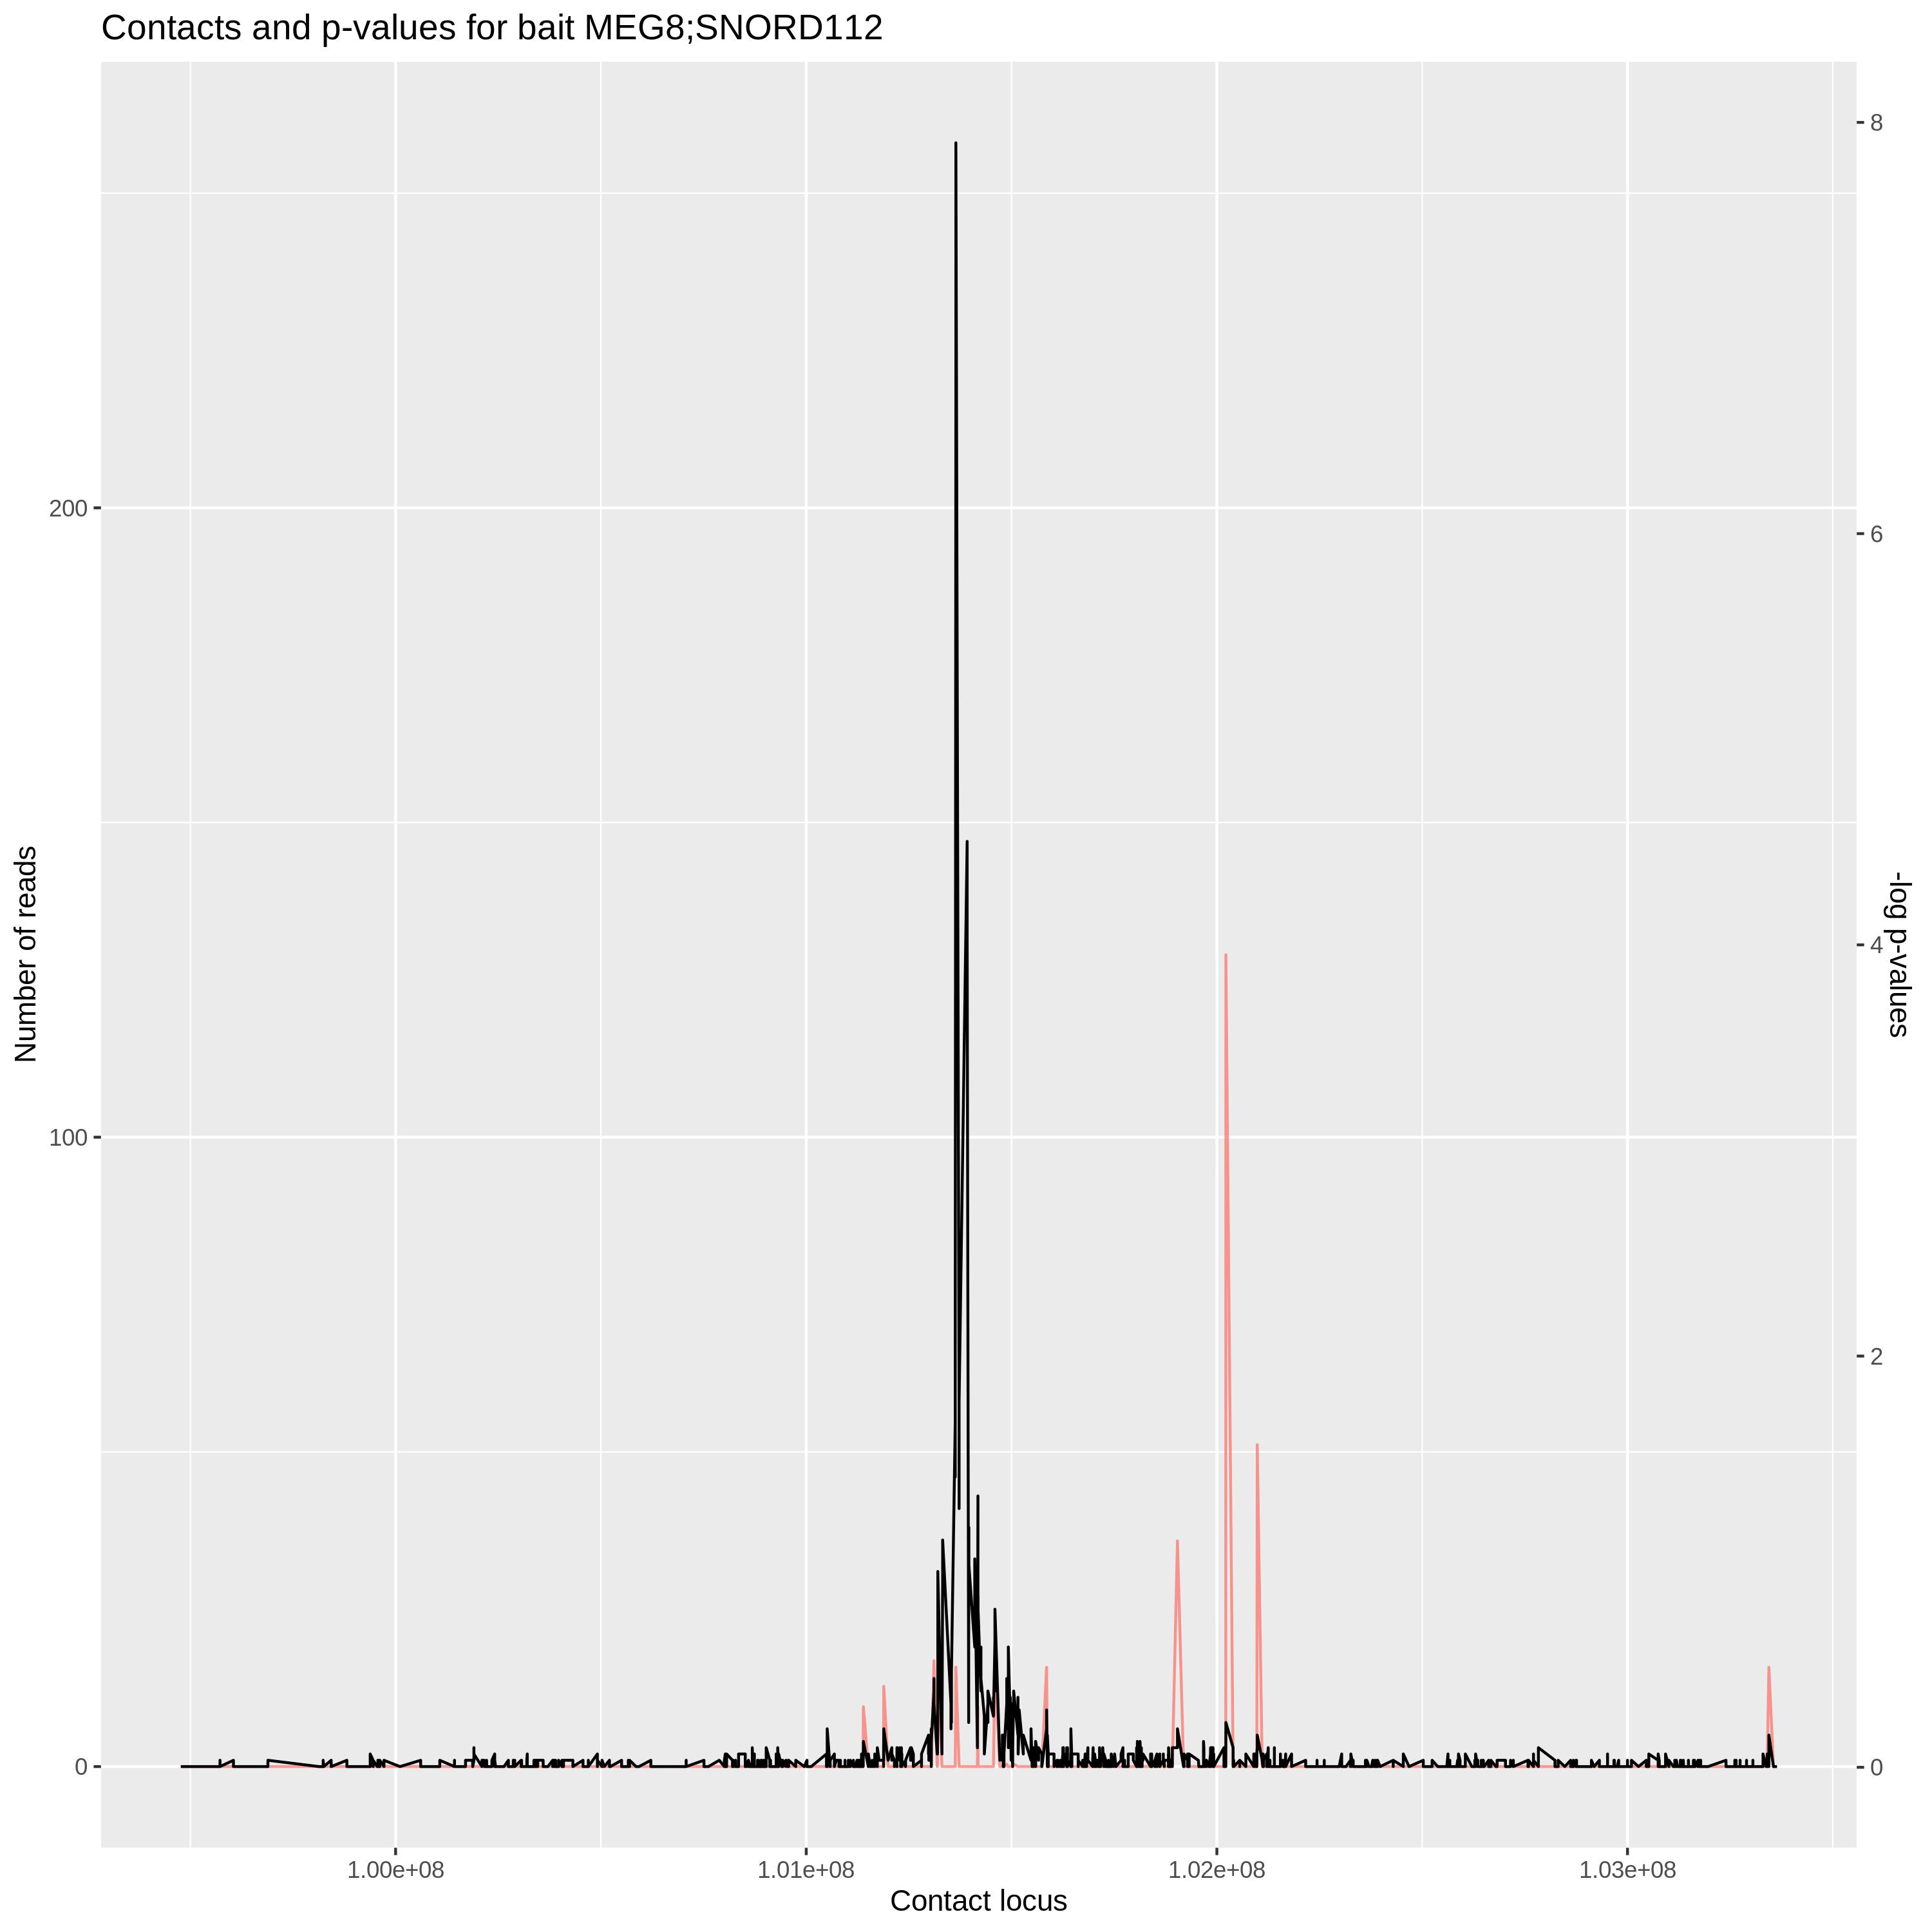 Contacts and p-values for bait MEG8;SNORD112
Number of reads
200
100
0
8
6
4
2
0
-log p-values
1.00e+08
1.01e+08
1.02e+08
1.03e+08
Contact locus